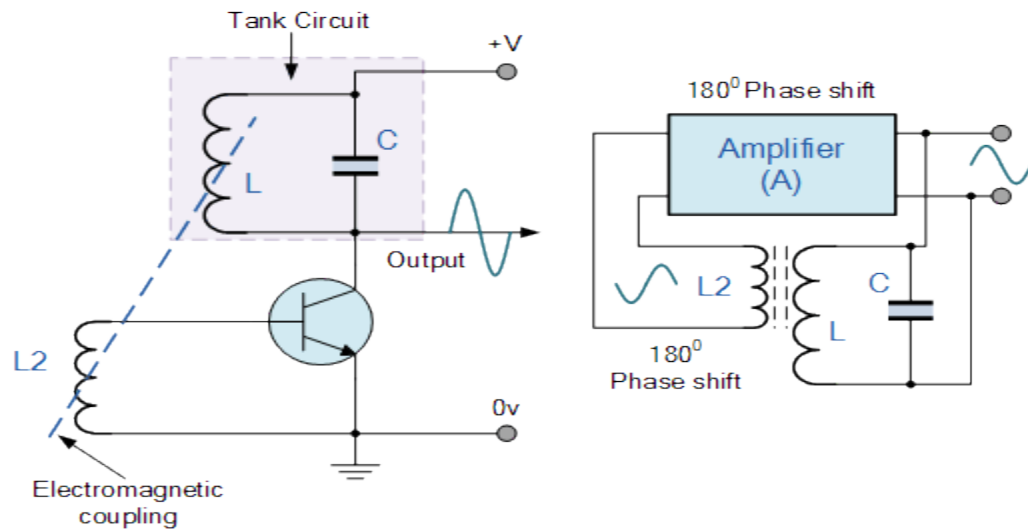 Tank Circuit
+V
C
L
Output
L2
0v
Electromagnetic
coupling
180⁰ Phase shift
Amplifier
(A)
L2
C
L
180⁰
Phase shift